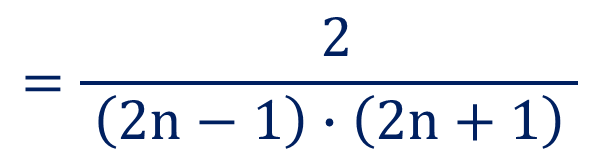 = 2 / ((2n − 1) · (2n + 1))